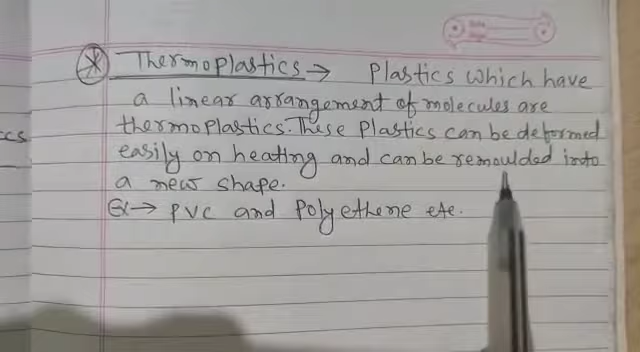 Thermoplastics → Plastics which have
a linear arrangement of molecules are
thermoplastics. These plastics can be deformed
easily on heating and can be remoulded into
a new shape.
Ex → PVC and Polyethene etc.